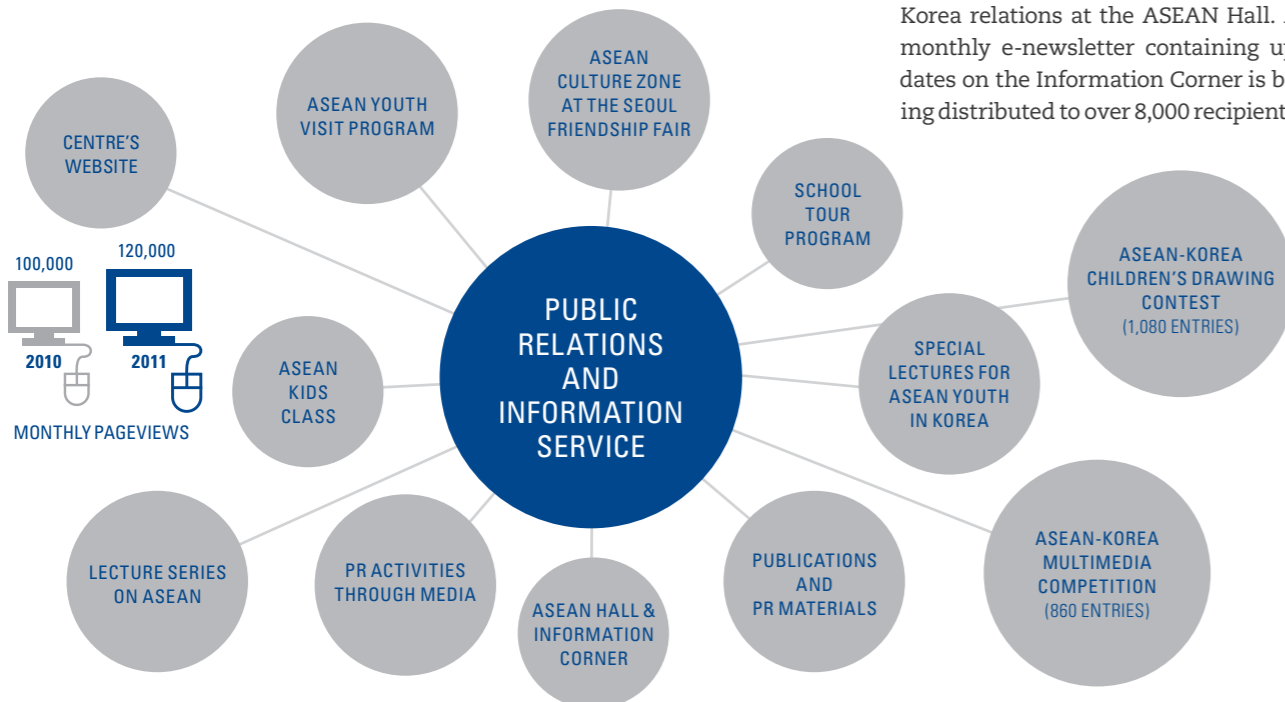 Korea relations at the ASEAN Hall.
monthly e-newsletter containing up
dates on the Information Corner is b
ing distributed to over 8,000 recipient
ASEAN
CULTURE ZONE
AT THE SEOUL
FRIENDSHIP FAIR
ASEAN YOUTH
VISIT PROGRAM
CENTRE'S
WEBSITE
SCHOOL
TOUR
PROGRAM
100,000
120,000
2010
2011
MONTHLY PAGEVIEWS
ASEAN-KOREA
CHILDREN'S DRAWING
CONTEST
(1,080 ENTRIES)
PUBLIC
RELATIONS
AND
INFORMATION
SERVICE
ASEAN
KIDS
CLASS
SPECIAL
LECTURES FOR
ASEAN YOUTH
IN KOREA
LECTURE SERIES
ON ASEAN
PR ACTIVITIES
THROUGH MEDIA
ASEAN HALL &
INFORMATION
CORNER
PUBLICATIONS
AND
PR MATERIALS
ASEAN-KOREA
MULTIMEDIA
COMPETITION
(860 ENTRIES)